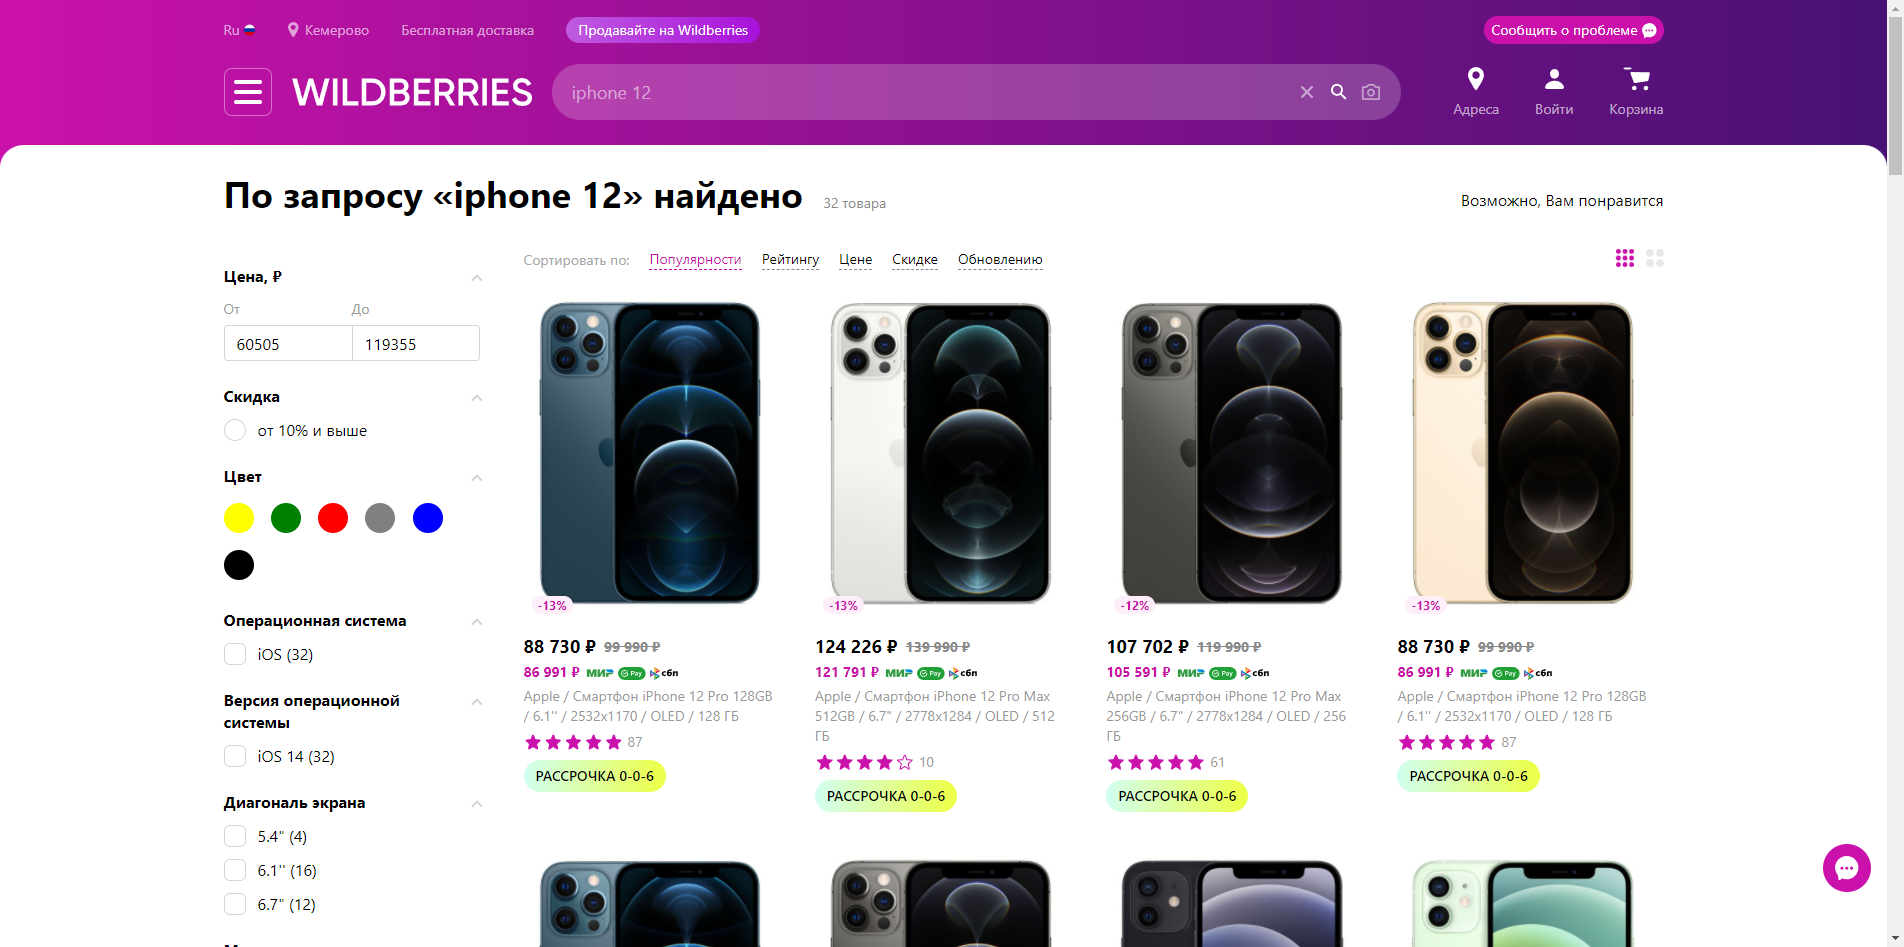 Ru
Кемерово
Бесплатная доставка
Продавайте на Wildberries
Сообщить о проблеме
WILDBERRIES
iphone 12
Адреса
Войти
Корзина
По запросу «iphone 12» найдено
32 товара
Возможно, Вам понравится
Сортировать по:
Популярности
Рейтингу
Цене
Скидке
Обновлению
Цена, ₽
От
До
60505
119355
Скидка
от 10% и выше
Цвет
Операционная система
iOS (32)
Версия операционной
системы
iOS 14 (32)
Диагональ экрана
5.4" (4)
6.1'' (16)
6.7" (12)
-13%
88 730 ₽ 99 990 ₽
86 991 ₽ МИР Pay сбп
Apple / Смартфон iPhone 12 Pro 128GB
/ 6.1'' / 2532x1170 / OLED / 128 ГБ
87
РАССРОЧКА 0-0-6
-13%
124 226 ₽ 139 990 ₽
121 791 ₽ МИР Pay сбп
Apple / Смартфон iPhone 12 Pro Max
512GB / 6.7" / 2778x1284 / OLED / 512
ГБ
10
РАССРОЧКА 0-0-6
-12%
107 702 ₽ 119 990 ₽
105 591 ₽ МИР Pay сбп
Apple / Смартфон iPhone 12 Pro Max
256GB / 6.7" / 2778x1284 / OLED / 256
ГБ
61
РАССРОЧКА 0-0-6
-13%
88 730 ₽ 99 990 ₽
86 991 ₽ МИР Pay сбп
Apple / Смартфон iPhone 12 Pro 128GB
/ 6.1'' / 2532x1170 / OLED / 128 ГБ
87
РАССРОЧКА 0-0-6